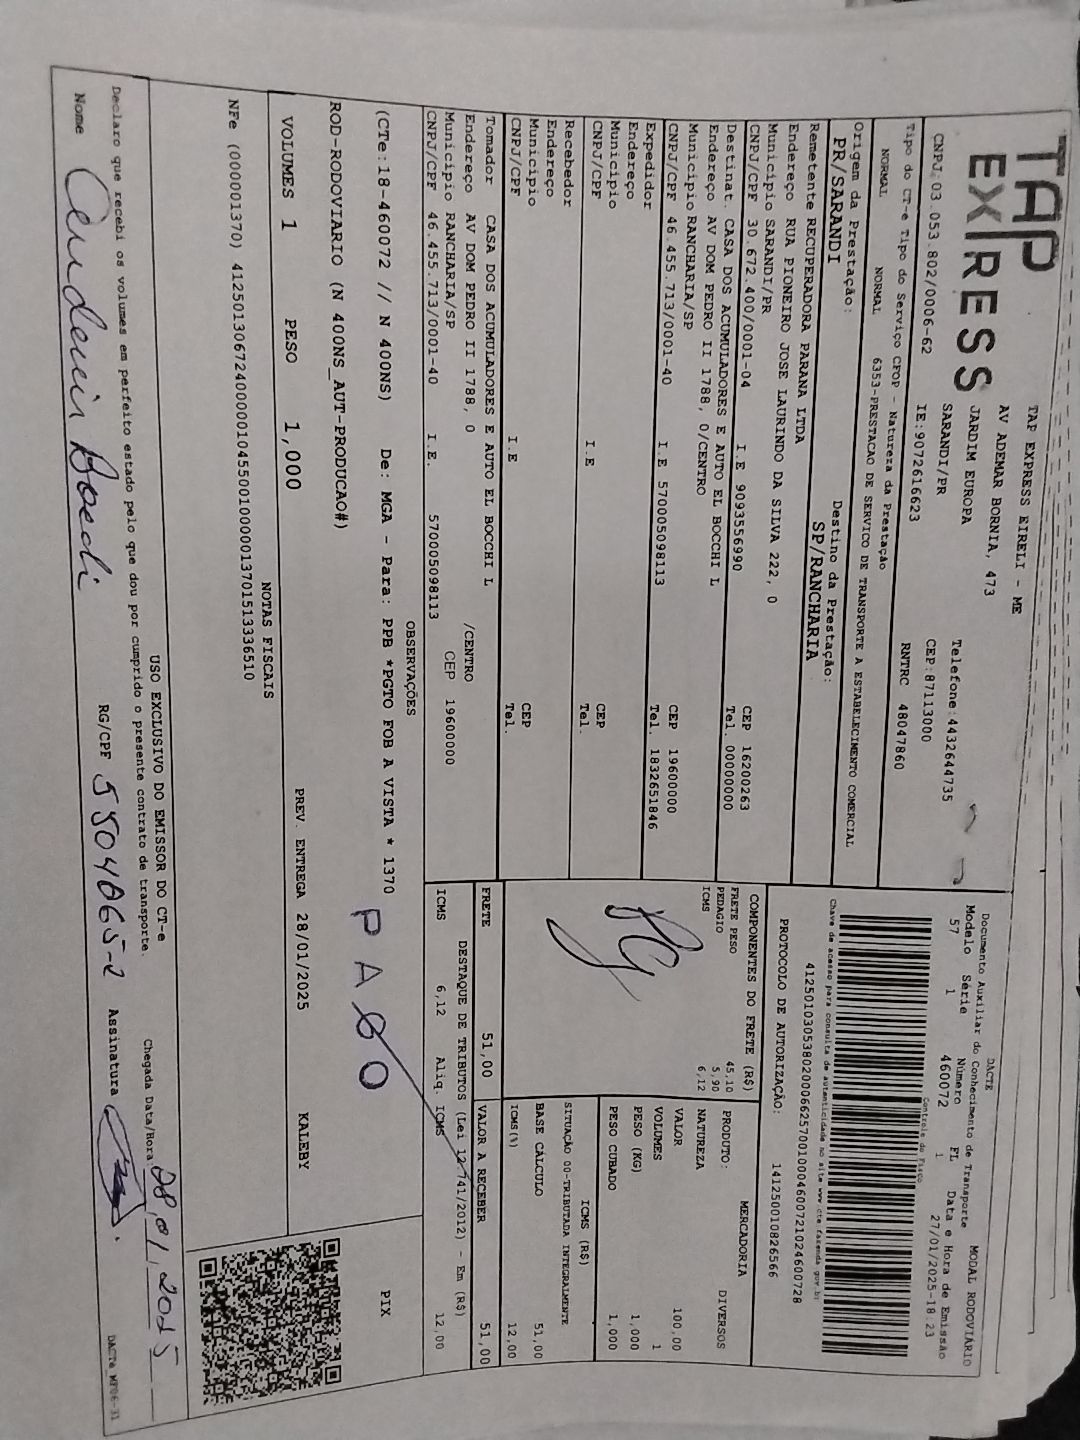 TAP
EXPRESS
TAP EXPRESS EIRELI - ME
AV ADEMAR BORNIA, 473
JARDIM EUROPA
SARANDI/PR
Telefone: 4432644735
CEP: 87113000
CNPJ 03.053.802/0006-62 IE: 9072616623 RNTRC 48047860
Tipo do CT-e Tipo do Serviço CFOP - Natureza da Prestação
NORMAL NORMAL 6353-PRESTACAO DE SERVICO DE TRANSPORTE A ESTABELECIMENTO COMERCIAL
Origem da Prestação: Destino da Prestação:
PR/SARANDI SP/RANCHARIA
Remetente RECUPERADORA PARANA LTDA
Endereço RUA PIONEIRO JOSE LAURINDO DA SILVA 222, 0
Município SARANDI/PR CEP 16200263
CNPJ/CPF 30.672.400/0001-04 I.E 9093556990 Tel. 00000000
Destinat. CASA DOS ACUMULADORES E AUTO EL BOCCHI L
Endereço AV DOM PEDRO II 1788, 0/CENTRO
Município RANCHARIA/SP CEP 19600000
CNPJ/CPF 46.455.713/0001-40 I.E 570005098113 Tel. 1832651846
Expedidor
Endereço
Município CEP
CNPJ/CPF I.E Tel.
Recebedor
Endereço
Município CEP
CNPJ/CPF I.E Tel.
Tomador CASA DOS ACUMULADORES E AUTO EL BOCCHI L
Endereço AV DOM PEDRO II 1788, 0 /CENTRO
Município RANCHARIA/SP CEP 19600000
CNPJ/CPF 46.455.713/0001-40 I.E. 570005098113
DACTE MODAL RODOVIÁRIO
Documento Auxiliar do Conhecimento de Transporte
Modelo Série Número FL Data e Hora de Emissão
57 1 460072 1 27/01/2025-18:23
Controle do Fisco
Chave de acesso para consulta de autenticidade no site www.cte.fazenda.gov.br
41250103053802000662570010004600721024600728
PROTOCOLO DE AUTORIZAÇÃO: 141250010826566
COMPONENTES DO FRETE (R$)
FRETE PESO 45,10
PEDAGIO 5,90
ICMS 6,12
MERCADORIA
PRODUTO: DIVERSOS
NATUREZA
VALOR 100,00
VOLUMES 1
PESO (KG) 1,000
PESO CUBADO 1,000
ICMS (R$)
SITUAÇÃO 00-TRIBUTADA INTEGRALMENTE
BASE CÁLCULO 51,00
ICMS (%) 12,00
FRETE 51,00 VALOR A RECEBER 51,00
DESTAQUE DE TRIBUTOS (Lei 12.741/2012) - Em (R$)
ICMS 6,12 Aliq. ICMS 12,00
OBSERVAÇÕES
(CTe:18-460072 // N 400NS) De: MGA - Para: PPB *PGTO FOB A VISTA * 1370
ROD-RODOVIARIO (N 400NS_AUT-PRODUCAO#)
PAGO
PIX
VOLUMES 1 PESO 1,000 PREV. ENTREGA 28/01/2025 KALEBY
NOTAS FISCAIS
NFe (000001370) 41250130672400000104550010000013701513336510
USO EXCLUSIVO DO EMISSOR DO CT-e
Declaro que recebi os volumes em perfeito estado pelo que dou por cumprido o presente contrato de transporte.
Chegada Data/Hora: 28,01,2025
Nome RG/CPF 5504065-2 Assinatura
DACTe MF06-31